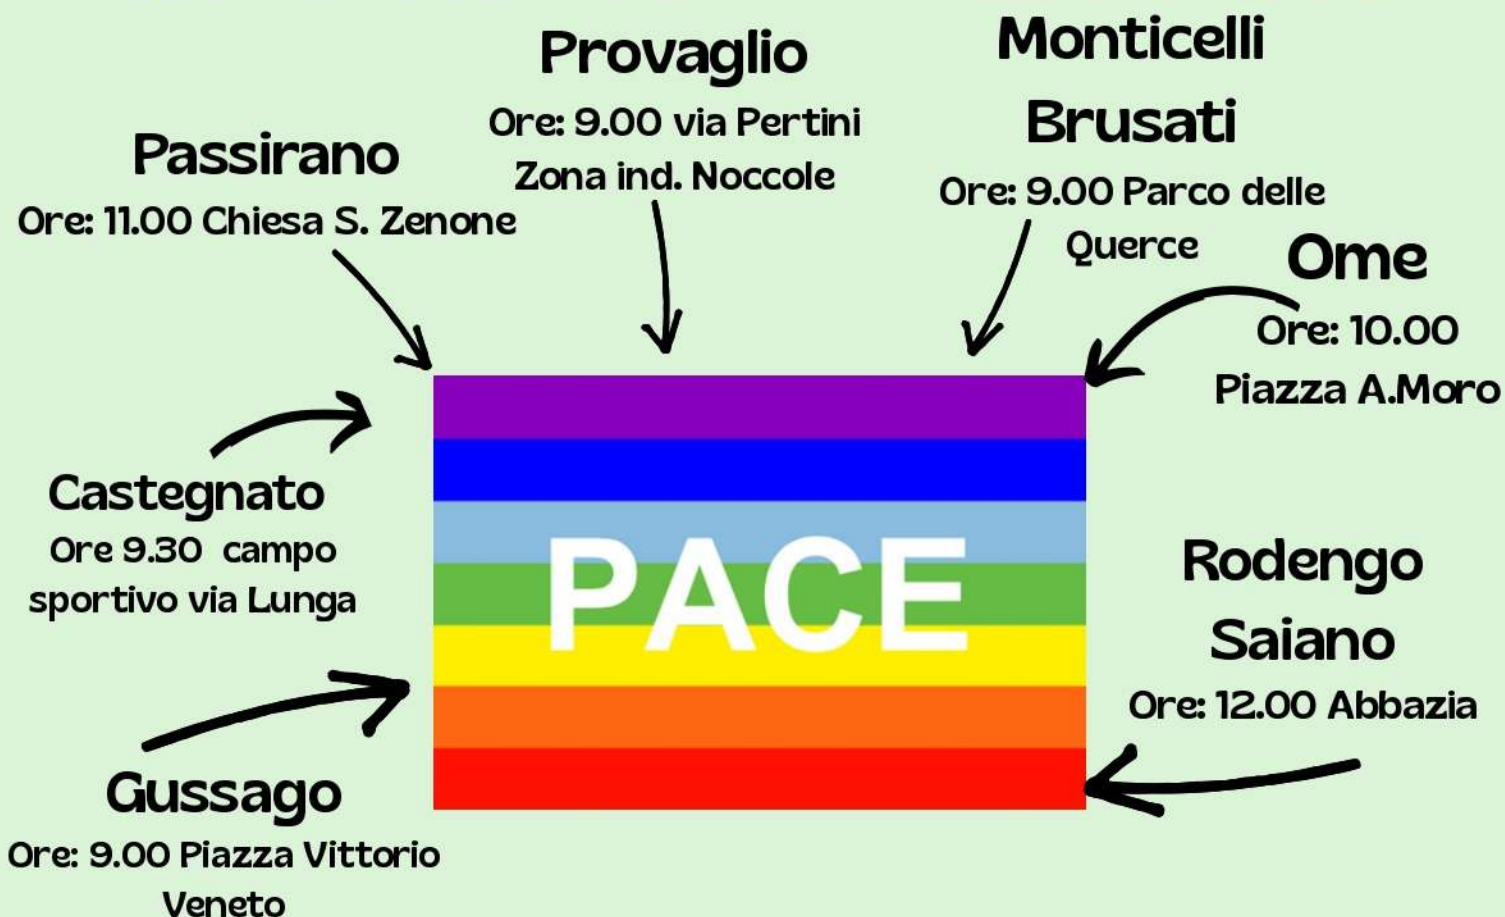 Provaglio
Ore: 9.00 via Pertini
Zona ind. Noccole
Monticelli
Brusati
Ore: 9.00 Parco delle
Querce
Passirano
Ore: 11.00 Chiesa S. Zenone
Ome
Ore: 10.00
Piazza A.Moro
Castegnato
Ore 9.30 campo
sportivo via Lunga
PACE
Rodengo
Saiano
Ore: 12.00 Abbazia
Gussago
Ore: 9.00 Piazza Vittorio
Veneto